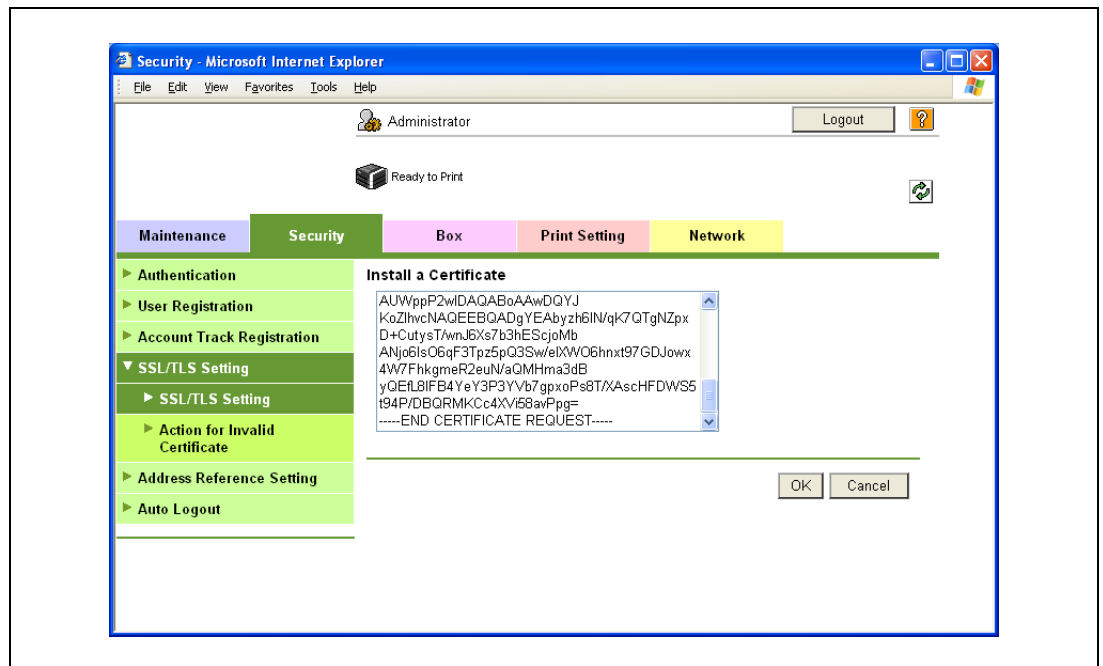 Security - Microsoft Internet Explorer
File Edit View Favorites Tools Help
Administrator
Logout
?
Ready to Print
Maintenance Security Box Print Setting Network
Authentication
User Registration
Account Track Registration
SSL/TLS Setting
SSL/TLS Setting
Action for Invalid
Certificate
Address Reference Setting
Auto Logout
Install a Certificate
AUWppP2wIDAQABoAAwDQYJ
KoZIhvcNAQEEBQADgYEAbyzh6IN/qK7QTgNZpx
D+CutysT/wnJ6Xs7b3hEScjoMb
ANjo6IsO6qF3Tpz5pQ3Sw/elXWO6hnxt97GDJowx
4W7FhkgmeR2euN/aQMHma3dB
yQEfL8IFB4YeY3P3YVb7gpxoPs8T/XAscHFDWS5
t94P/DBQRMKCc4XVi58avPpg=
-----END CERTIFICATE REQUEST-----
OK Cancel